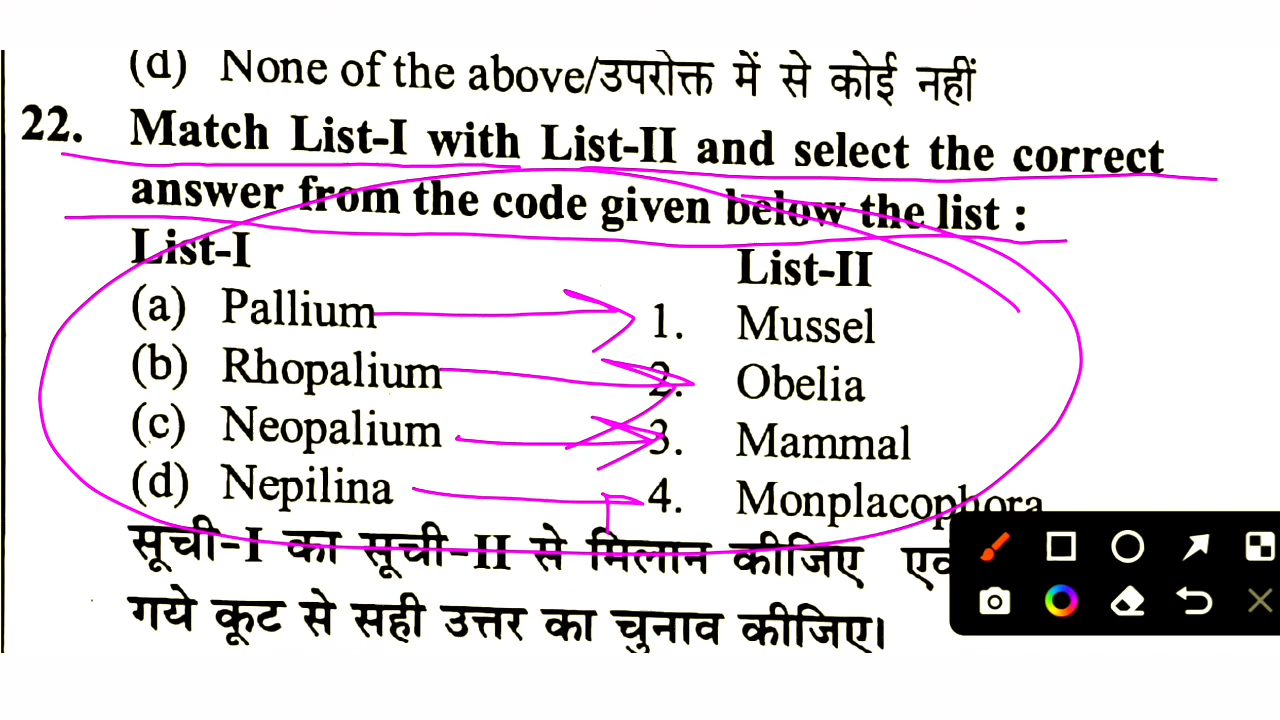 (d) None of the above/उपरोक्त में से कोई नहीं
22. Match List-I with List-II and select the correct
answer from the code given below the list :
List-I List-II
(a) Pallium 1. Mussel
(b) Rhopalium 2. Obelia
(c) Neopalium 3. Mammal
(d) Nepilina 4. Monplacophora
सूची-I का सूची-II से मिलान कीजिए
गये कूट से सही उत्तर का चुनाव कीजिए।